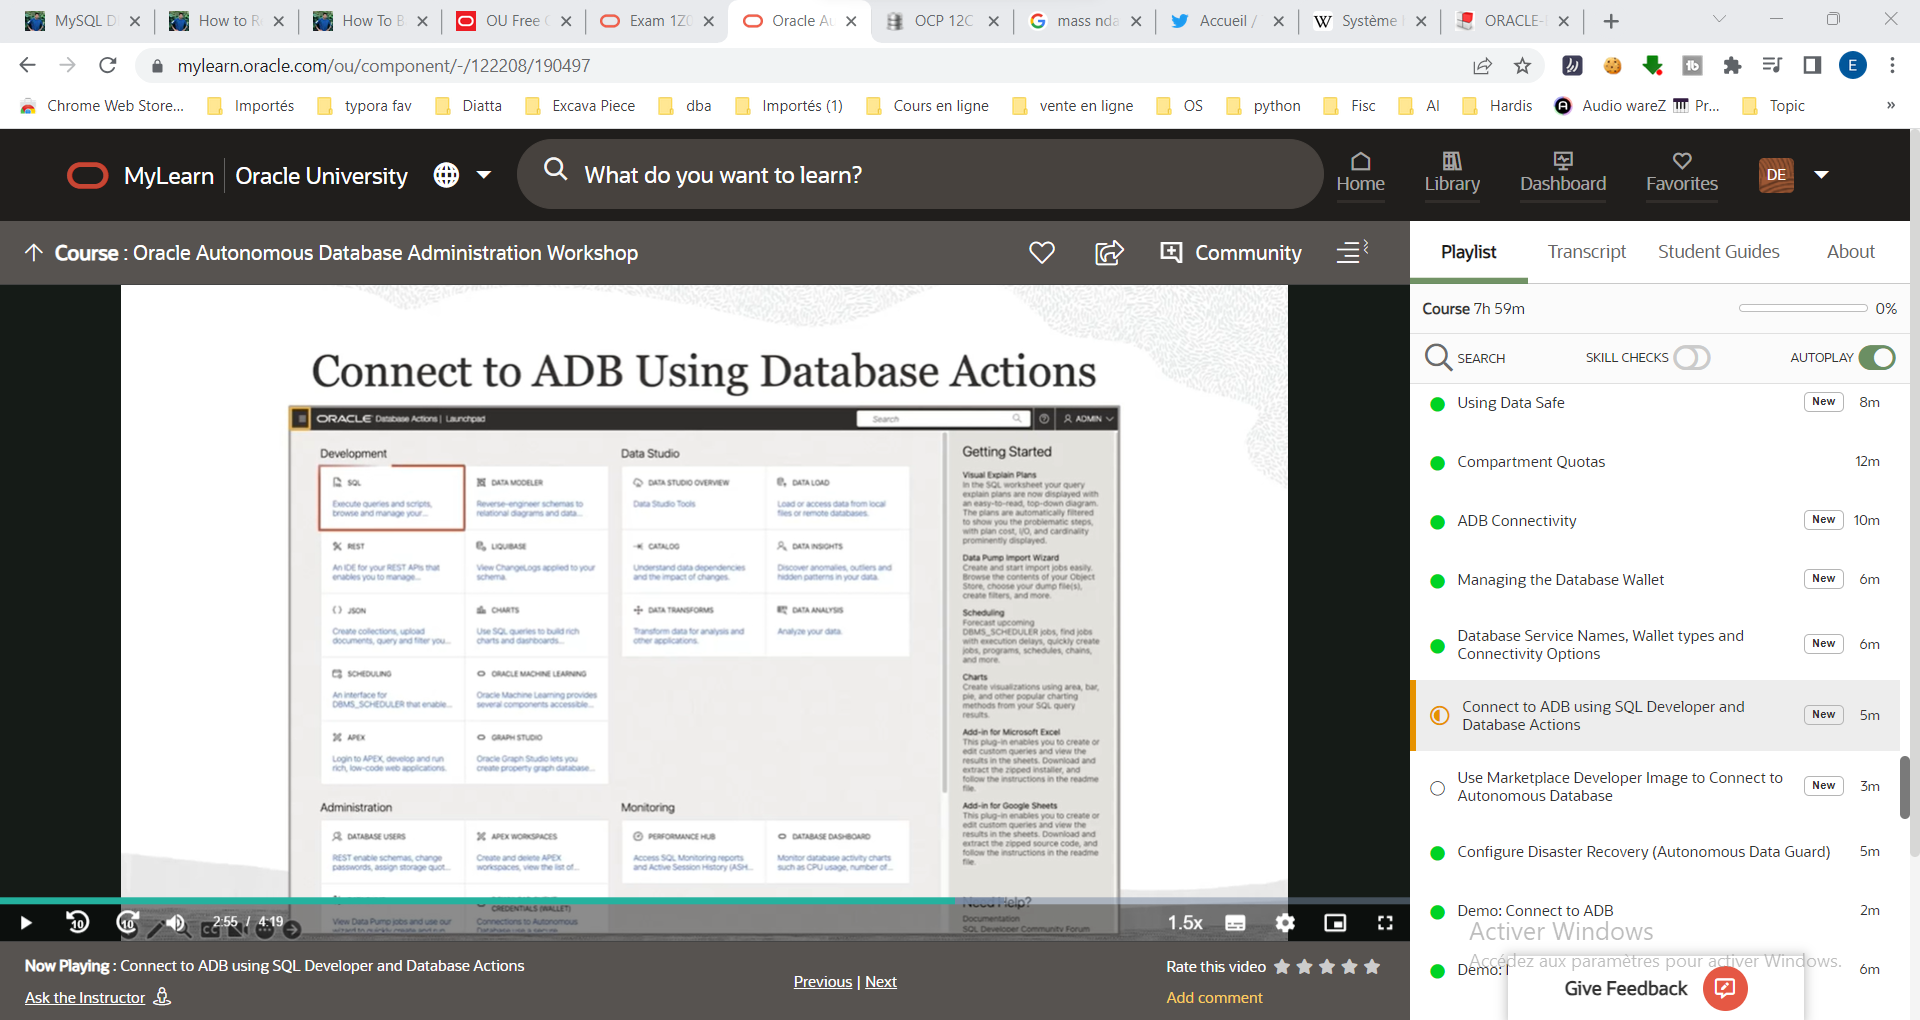 MySQL D
How to R
How To B
OU Free C
Exam 1Z0
Oracle Au
OCP 12C
mass nda
Accueil /
Système
ORACLE-
mylearn.oracle.com/ou/component/-/122208/190497
E
Chrome Web Store...
Importés
typora fav
Diatta
Excava Piece
dba
Importés (1)
Cours en ligne
vente en ligne
OS
python
Fisc
AI
Hardis
Audio wareZ
Pr...
Topic
»
MyLearn
Oracle University
What do you want to learn?
Home
Library
Dashboard
Favorites
DE
Course : Oracle Autonomous Database Administration Workshop
Community
Playlist
Transcript
Student Guides
About
Course 7h 59m
0%
SEARCH
SKILL CHECKS
AUTOPLAY
Connect to ADB Using Database Actions
ORACLE Database Actions | Launchpad
Search
ADMIN
Development
SQL
Execute queries and scripts,
browse and manage your...
DATA MODELER
Reverse-engineer schemas to
relational diagrams and data...
REST
An IDE for your REST APIs that
enables you to manage...
LIQUIBASE
View ChangeLogs applied to your
schema.
JSON
Create collections, upload
documents, query and filter you...
CHARTS
Use SQL queries to build rich
charts and dashboards...
SCHEDULING
An interface for
DBMS_SCHEDULER that enable...
ORACLE MACHINE LEARNING
Oracle Machine Learning provides
several components accessible...
APEX
Login to APEX, develop and run
rich, low-code web applications.
GRAPH STUDIO
Oracle Graph Studio lets you
create property graph database...
Data Studio
DATA STUDIO OVERVIEW
Data Studio Tools
DATA LOAD
Load or access data from local
files or remote databases.
CATALOG
Understand data dependencies
and the impact of changes.
DATA INSIGHTS
Discover anomalies, outliers and
hidden patterns in your data.
DATA TRANSFORMS
Transform data for analysis and
other applications.
DATA ANALYSIS
Analyze your data.
Getting Started
Visual Explain Plans
In the SQL worksheet your query
explain plans are now displayed with
an easy-to-read, top-down diagram.
The plans are automatically filtered
to show you the problematic steps,
with plan cost, I/O, and cardinality
prominently displayed.
Data Pump Import Wizard
Create and start import jobs easily.
Browse the contents of your Object
Store, choose your dump file(s),
create filters, and more.
Scheduling
Forecast upcoming
DBMS_SCHEDULER jobs, find jobs
with execution delays, quickly create
jobs, programs, schedules, chains,
and more.
Charts
Create visualizations using area, bar,
pie, and other popular charting
methods from your SQL query
results.
Add-in for Microsoft Excel
This plug-in enables you to create or
edit custom queries and view the
results in the sheets. Download and
extract the zipped installer, and
follow the instructions in the readme
file.
Add-in for Google Sheets
This plug-in enables you to create or
edit custom queries and view the
results in the sheets. Download and
extract the zipped source code, and
follow the instructions in the readme
file.
Need Help?
Documentation
SQL Developer Community Forum
Administration
DATABASE USERS
REST enable schemas, change
passwords, assign storage quot...
APEX WORKSPACES
Create and delete APEX
workspaces, view the list of...
View Data Pump jobs and use our
CREDENTIALS (WALLET)
Connections to Autonomous
Monitoring
PERFORMANCE HUB
Access SQL Monitoring reports
and Active Session History (ASH...
DATABASE DASHBOARD
Monitor database activity charts
such as CPU usage, number of...
10
10
2:55 / 4:19
1.5x
Now Playing : Connect to ADB using SQL Developer and Database Actions
Ask the Instructor
Previous | Next
Rate this video
Add comment
Using Data Safe
New
8m
Compartment Quotas
12m
ADB Connectivity
New
10m
Managing the Database Wallet
New
6m
Database Service Names, Wallet types and
Connectivity Options
New
6m
Connect to ADB using SQL Developer and
Database Actions
New
5m
Use Marketplace Developer Image to Connect to
Autonomous Database
New
3m
Configure Disaster Recovery (Autonomous Data Guard)
5m
Demo: Connect to ADB
2m
Activer Windows
Accédez aux paramètres pour activer Windows.
Demo:
6m
Give Feedback